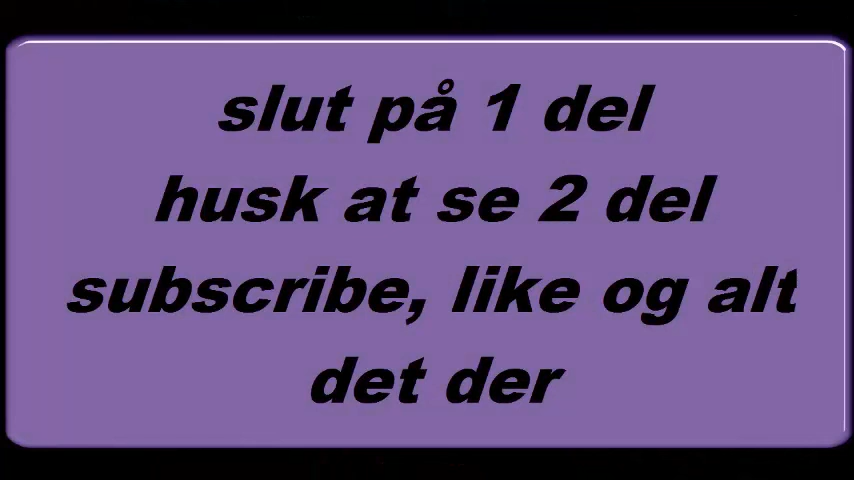 slut på 1 del
husk at se 2 del
subscribe, like og alt
det der